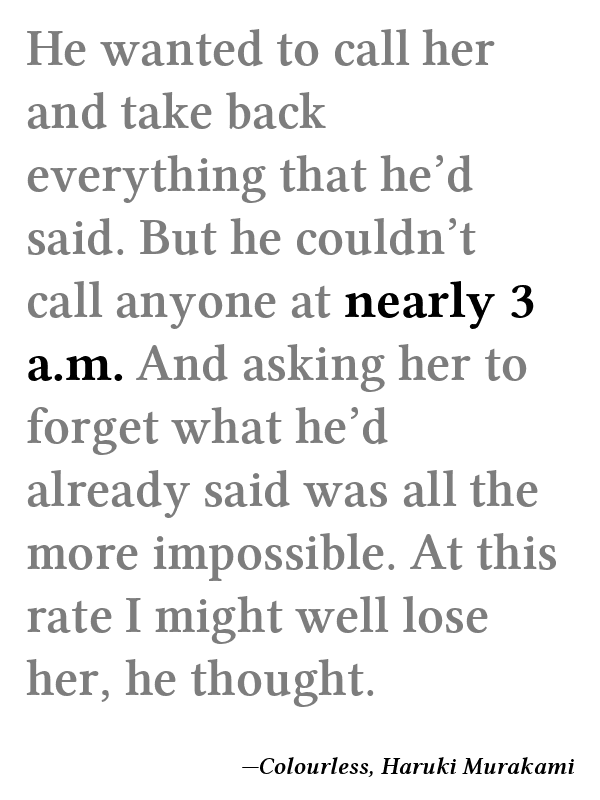 He wanted to call her
and take back
everything that he’d
said. But he couldn’t
call anyone at nearly 3
a.m. And asking her to
forget what he’d
already said was all the
more impossible. At this
rate I might well lose
her, he thought.
—Colourless, Haruki Murakami